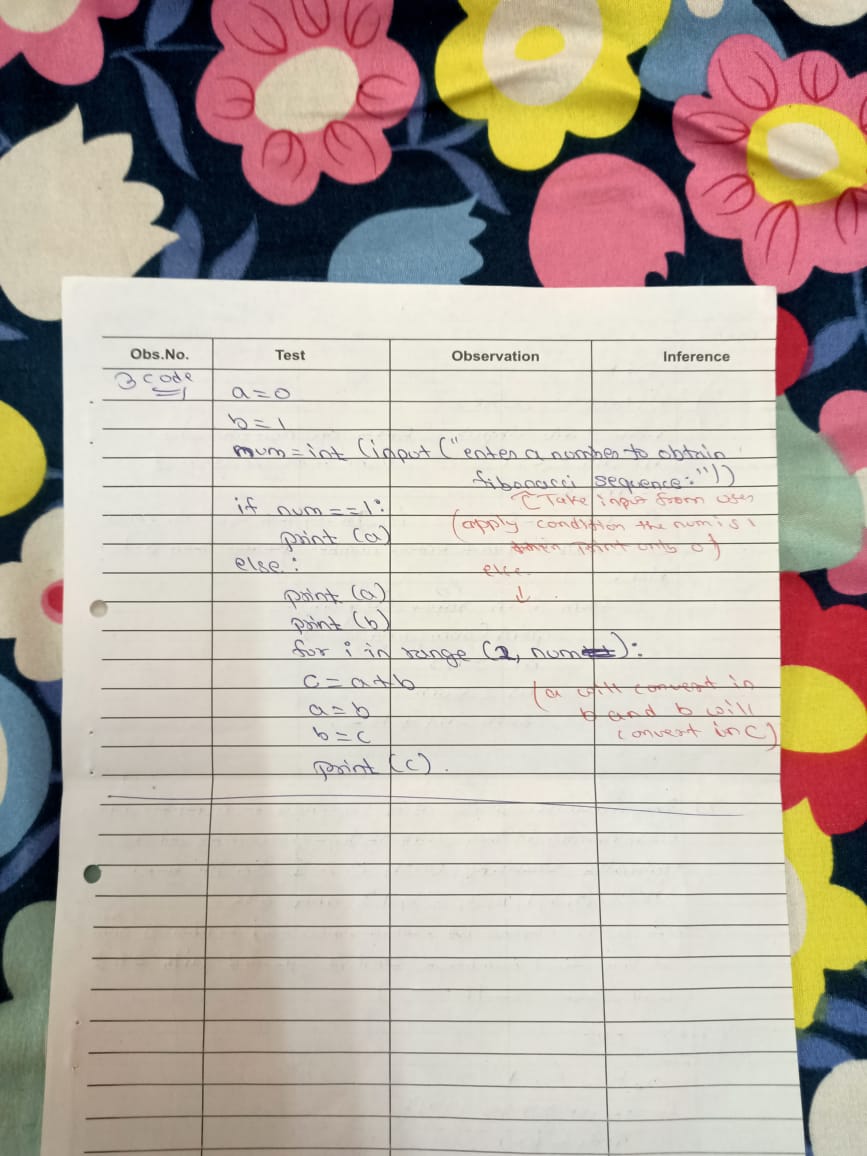 Obs.No. Test Observation Inference
3 code
a=0
b=1
num=int (input ("enter a number to obtain
fibonacci sequence:"))
(Take input from user
if num==1:
(apply condition the num is 1
print (a)
then print only 0)
else:
else
↓
print (a)
print (b)
for i in range (2, num):
c=a+b
(a will convert in
a=b
b and b will
b=c
convert in c)
print (c).